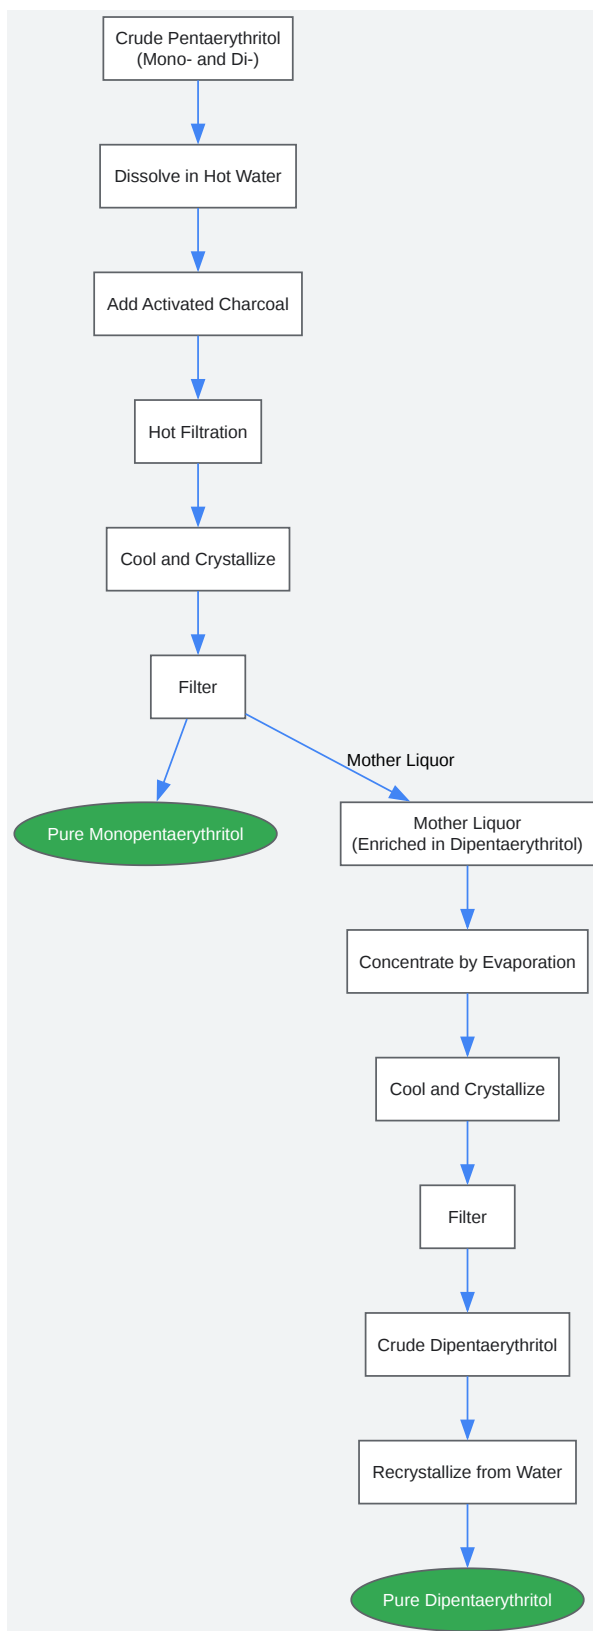 Crude Pentaerythritol
(Mono- and Di-)
Dissolve in Hot Water
Add Activated Charcoal
Hot Filtration
Cool and Crystallize
Filter
Mother Liquor
Pure Monopentaerythritol
Mother Liquor
(Enriched in Dipentaerythritol)
Concentrate by Evaporation
Cool and Crystallize
Filter
Crude Dipentaerythritol
Recrystallize from Water
Pure Dipentaerythritol